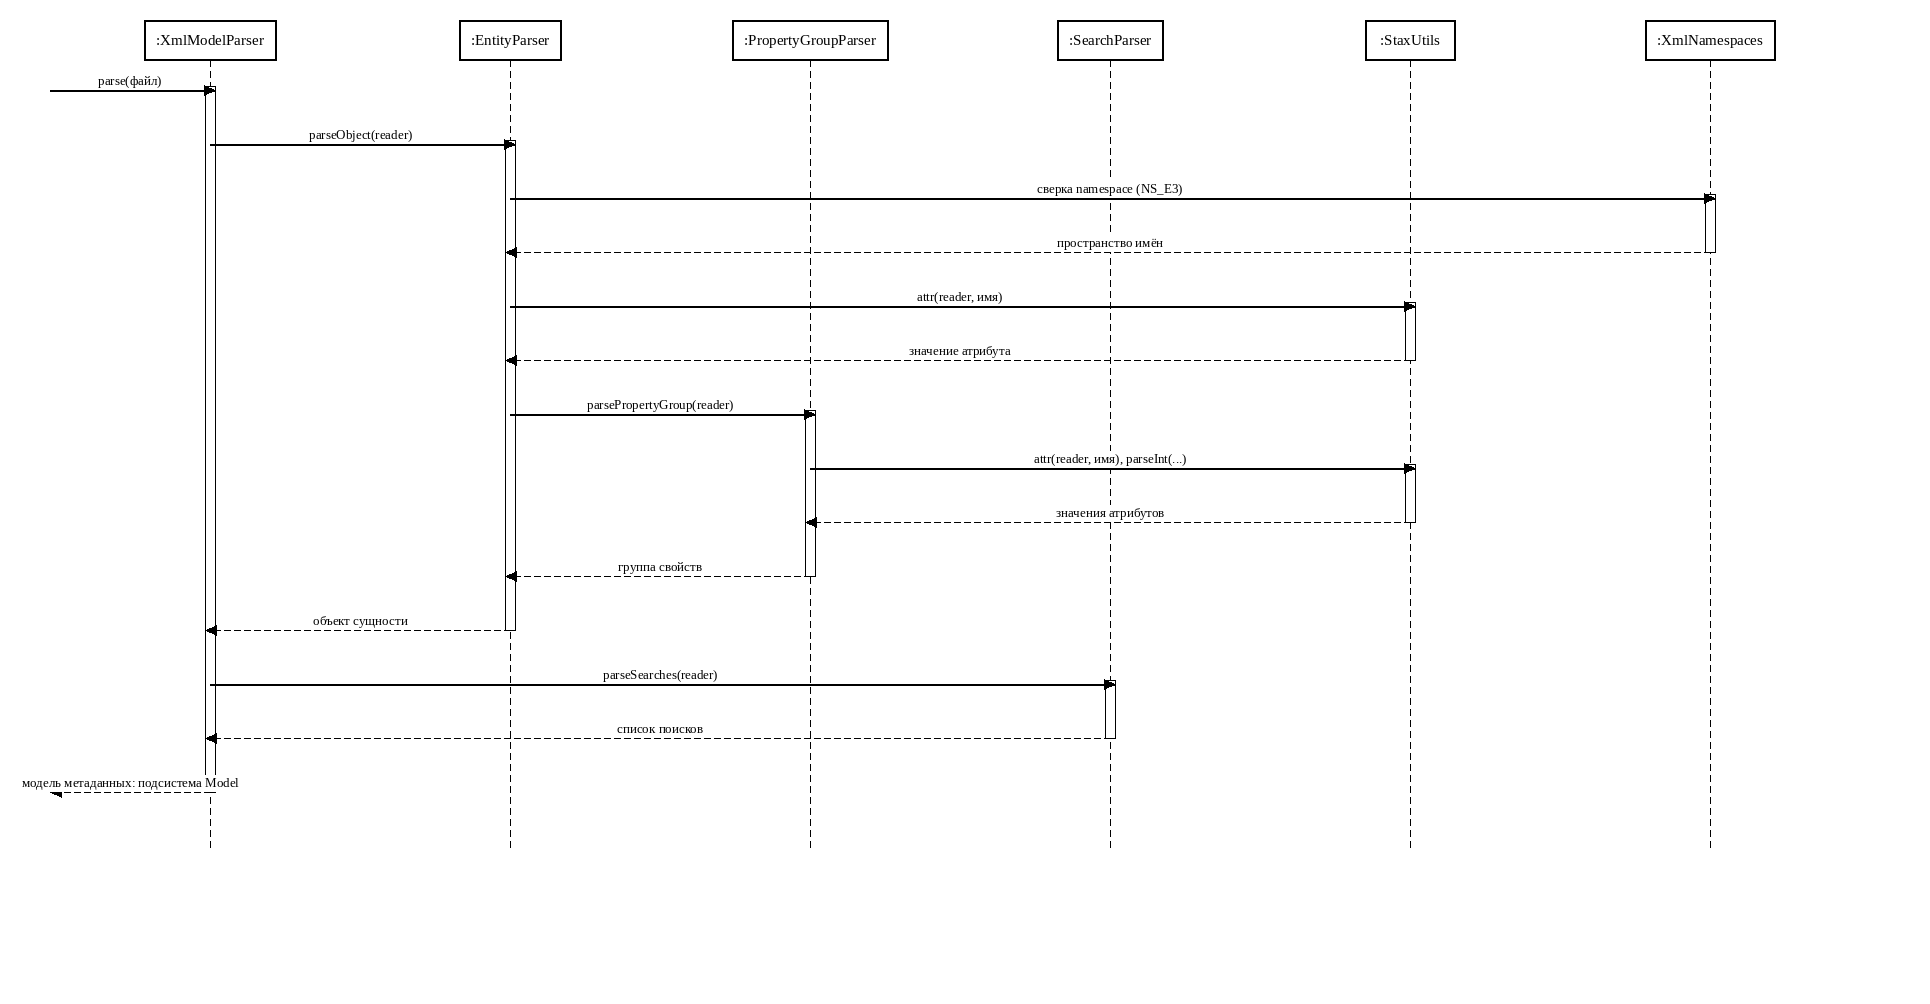 :XmlModelParser
:EntityParser
:PropertyGroupParser
:SearchParser
:StaxUtils
:XmlNamespaces
parse(файл)
parseObject(reader)
сверка namespace (NS_E3)
пространство имён
attr(reader, имя)
значение атрибута
parsePropertyGroup(reader)
attr(reader, имя), parseInt(...)
значения атрибутов
группа свойств
объект сущности
parseSearches(reader)
список поисков
модель метаданных: подсистема Model